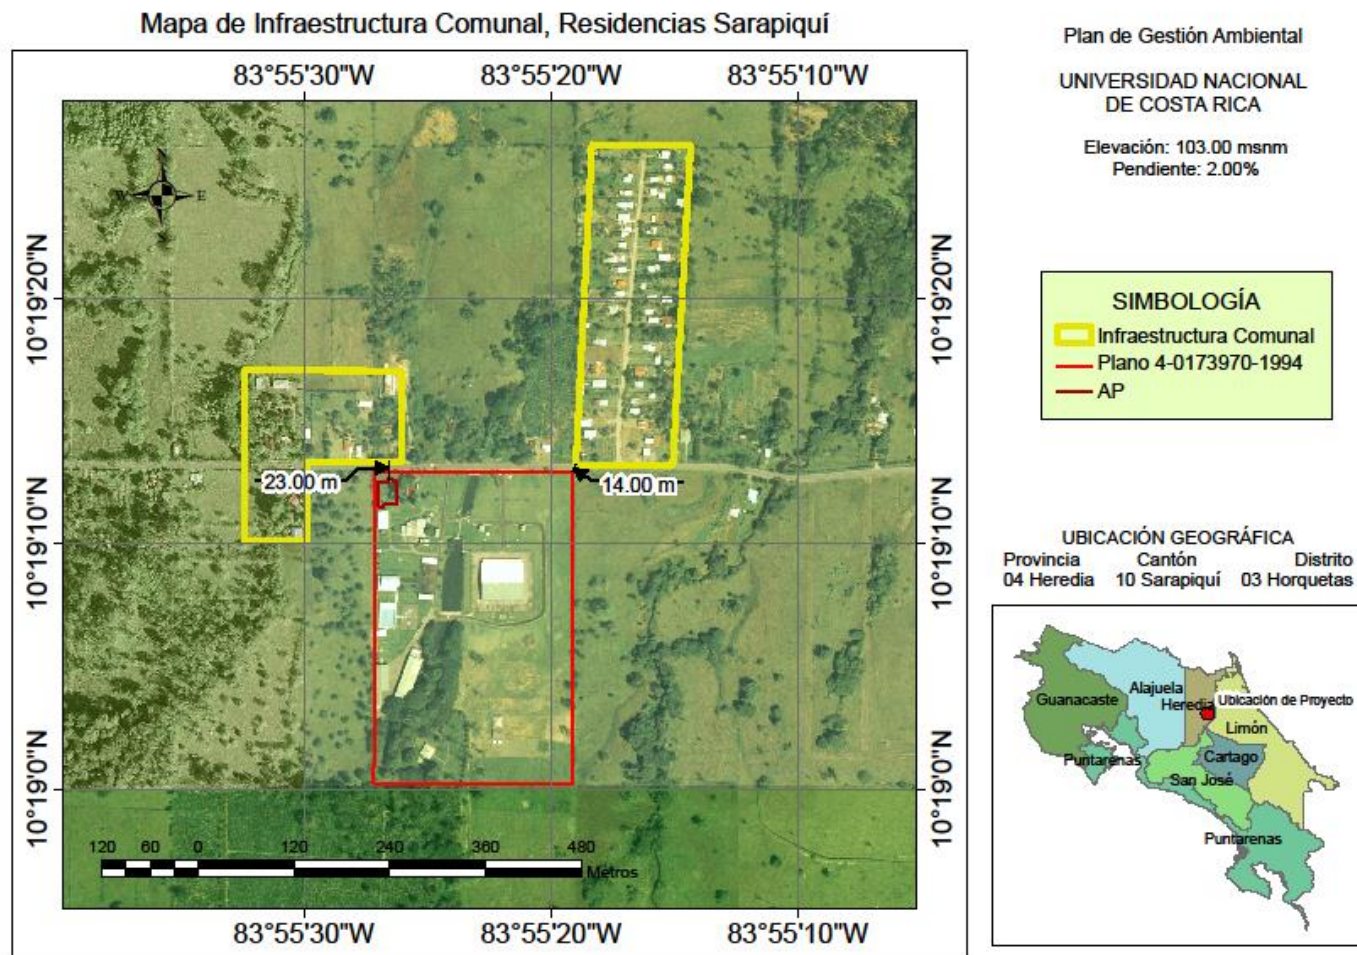 Mapa de Infraestructura Comunal, Residencias Sarapiquí
83°55'30"W 83°55'20"W 83°55'10"W
N
W E
10°19'20"N 10°19'20"N
23.00 m 14.00 m
10°19'10"N 10°19'10"N
10°19'0"N 10°19'0"N
120 60 0 120 240 360 480
Metros
83°55'30"W 83°55'20"W 83°55'10"W
Plan de Gestión Ambiental
UNIVERSIDAD NACIONAL
DE COSTA RICA
Elevación: 103.00 msnm
Pendiente: 2.00%
SIMBOLOGÍA
Infraestructura Comunal
Plano 4-0173970-1994
AP
UBICACIÓN GEOGRÁFICA
Provincia Cantón Distrito
04 Heredia 10 Sarapiquí 03 Horquetas
Guanacaste
Alajuela
Heredia
Ubicación de Proyecto
Limón
Puntarenas
Cartago
San José
Puntarenas